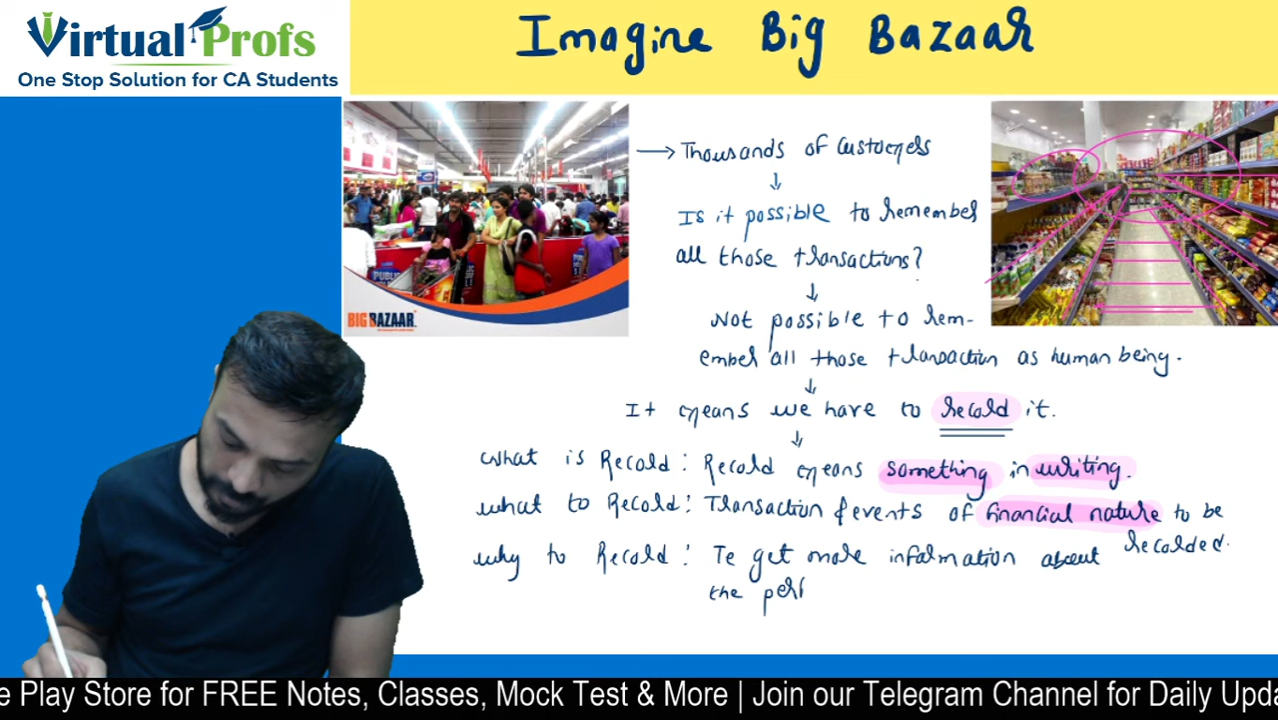 Virtual Profs
One Stop Solution for CA Students
Imagine Big Bazaar
→ Thousands of customers
Is it possible to remember
all those transactions?
Not possible to rem-
ember all those transaction as human being.
It means we have to record it.
What is Record: Record means something in writing.
what to Record: Transaction & events of financial nature to be
recorded.
why to Record: To get more information about
the perf
BIG BAZAAR
e Play Store for FREE Notes, Classes, Mock Test & More | Join our Telegram Channel for Daily Upda